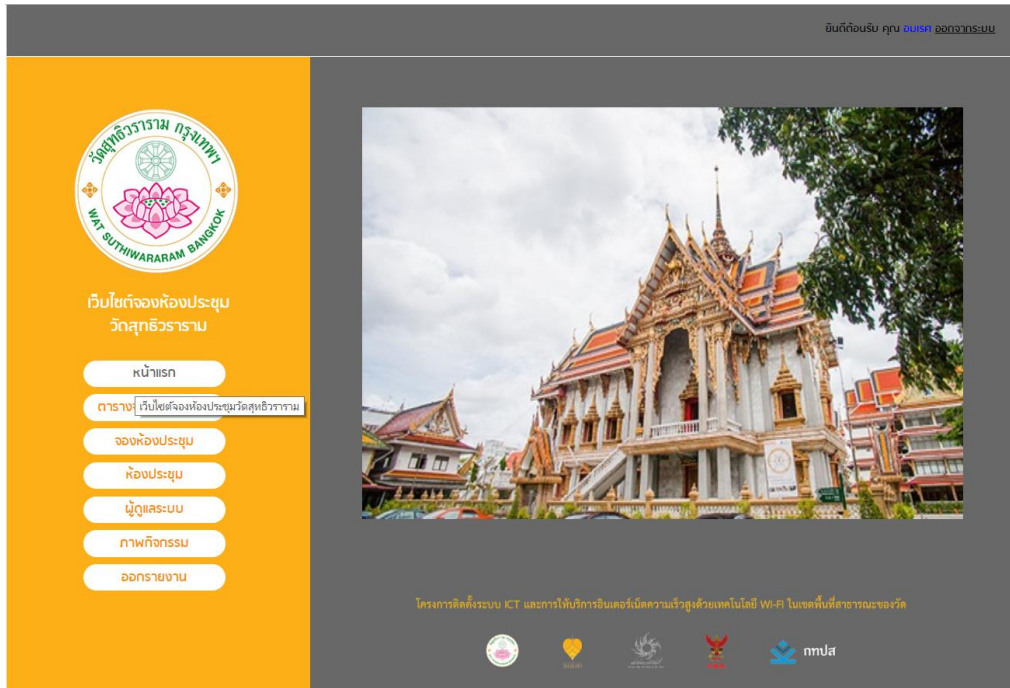 ยินดีต้อนรับ คุณ อมเรศ ออกจากระบบ
วัดสุทธิวราราม กรุงเทพฯ
WAT SUTHIWARARAM BANGKOK
เว็บไซต์จองห้องประชุม
วัดสุทธิวราราม
หน้าแรก
เว็บไซต์จองห้องประชุมวัดสุทธิวราราม
จองห้องประชุม
ห้องประชุม
ผู้ดูแลระบบ
ภาพกิจกรรม
ออกรายงาน
โครงการติดตั้งระบบ ICT และการให้บริการอินเตอร์เน็ตความเร็วสูงด้วยเทคโนโลยี WI-FI ในเขตพื้นที่สาธารณะของวัด
กทปส